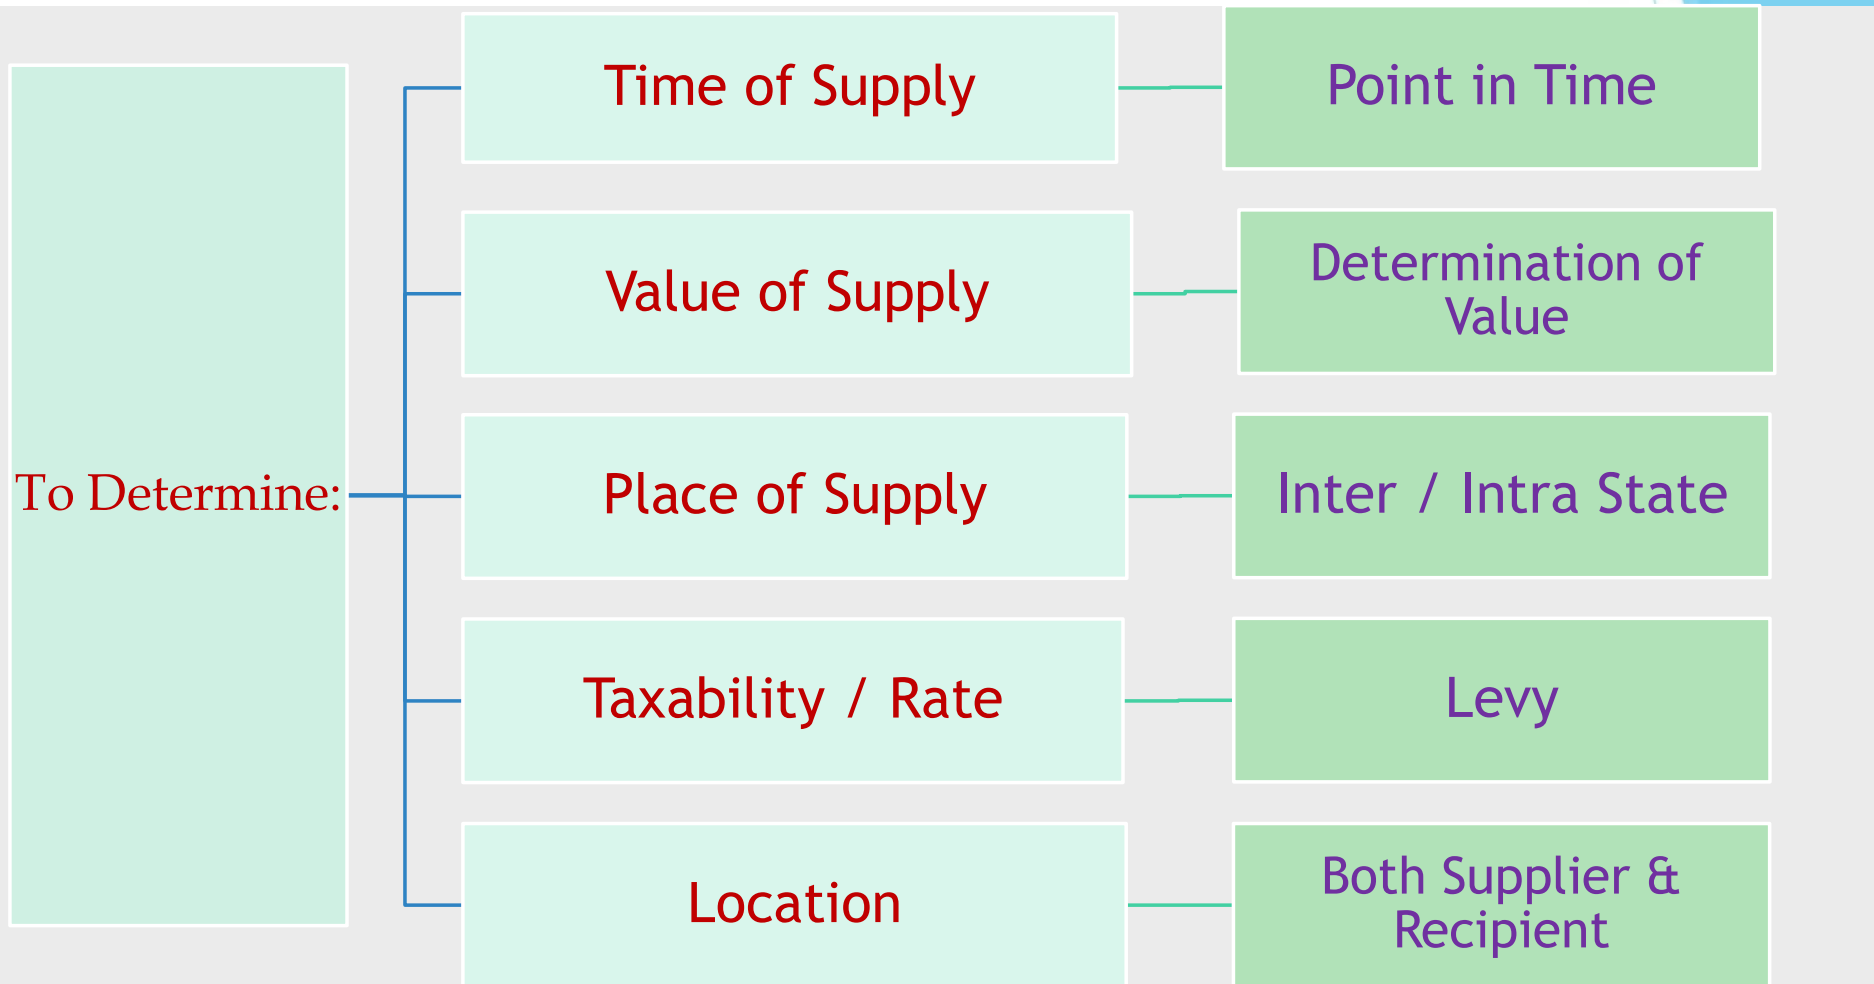 To Determine:
Time of Supply
Point in Time
Value of Supply
Determination of
Value
Place of Supply
Inter / Intra State
Taxability / Rate
Levy
Location
Both Supplier &
Recipient